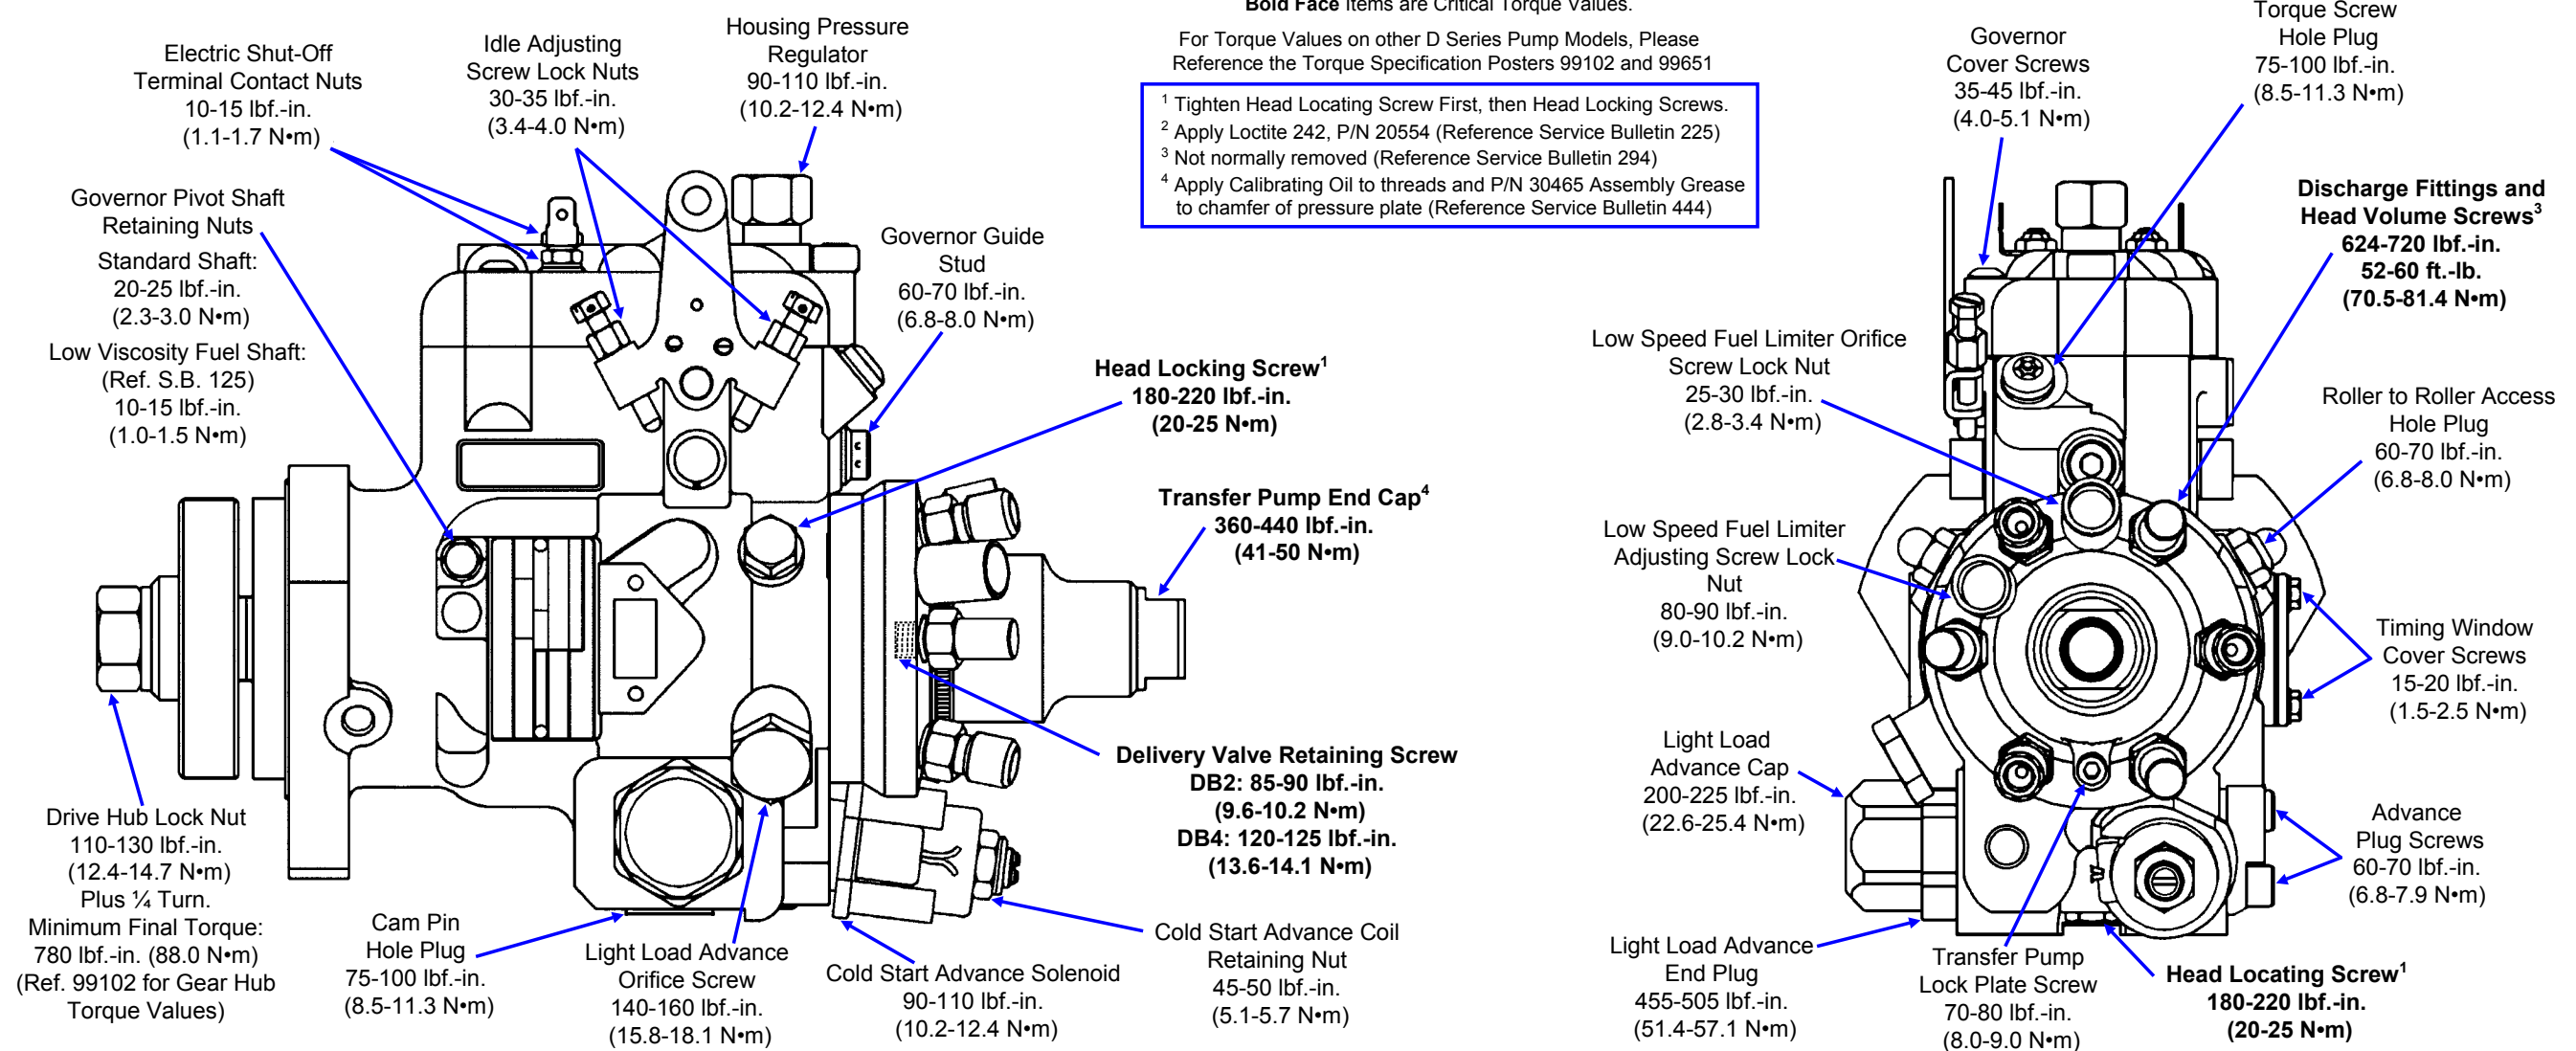 Bold Face Items are Critical Torque Values.
For Torque Values on other D Series Pump Models, Please
Reference the Torque Specification Posters 99102 and 99651
¹ Tighten Head Locating Screw First, then Head Locking Screws.
² Apply Loctite 242, P/N 20554 (Reference Service Bulletin 225)
³ Not normally removed (Reference Service Bulletin 294)
⁴ Apply Calibrating Oil to threads and P/N 30465 Assembly Grease
to chamfer of pressure plate (Reference Service Bulletin 444)
Electric Shut-Off
Terminal Contact Nuts
10-15 lbf.-in.
(1.1-1.7 N•m)
Idle Adjusting
Screw Lock Nuts
30-35 lbf.-in.
(3.4-4.0 N•m)
Housing Pressure
Regulator
90-110 lbf.-in.
(10.2-12.4 N•m)
Governor Pivot Shaft
Retaining Nuts
Standard Shaft:
20-25 lbf.-in.
(2.3-3.0 N•m)
Low Viscosity Fuel Shaft:
(Ref. S.B. 125)
10-15 lbf.-in.
(1.0-1.5 N•m)
Governor Guide
Stud
60-70 lbf.-in.
(6.8-8.0 N•m)
Head Locking Screw¹
180-220 lbf.-in.
(20-25 N•m)
Transfer Pump End Cap⁴
360-440 lbf.-in.
(41-50 N•m)
Delivery Valve Retaining Screw
DB2: 85-90 lbf.-in.
(9.6-10.2 N•m)
DB4: 120-125 lbf.-in.
(13.6-14.1 N•m)
Drive Hub Lock Nut
110-130 lbf.-in.
(12.4-14.7 N•m)
Plus ¼ Turn.
Minimum Final Torque:
780 lbf.-in. (88.0 N•m)
(Ref. 99102 for Gear Hub
Torque Values)
Cam Pin
Hole Plug
75-100 lbf.-in.
(8.5-11.3 N•m)
Light Load Advance
Orifice Screw
140-160 lbf.-in.
(15.8-18.1 N•m)
Cold Start Advance Solenoid
90-110 lbf.-in.
(10.2-12.4 N•m)
Cold Start Advance Coil
Retaining Nut
45-50 lbf.-in.
(5.1-5.7 N•m)
Governor
Cover Screws
35-45 lbf.-in.
(4.0-5.1 N•m)
Torque Screw
Hole Plug
75-100 lbf.-in.
(8.5-11.3 N•m)
Discharge Fittings and
Head Volume Screws³
624-720 lbf.-in.
52-60 ft.-lb.
(70.5-81.4 N•m)
Low Speed Fuel Limiter Orifice
Screw Lock Nut
25-30 lbf.-in.
(2.8-3.4 N•m)
Roller to Roller Access
Hole Plug
60-70 lbf.-in.
(6.8-8.0 N•m)
Low Speed Fuel Limiter
Adjusting Screw Lock
Nut
80-90 lbf.-in.
(9.0-10.2 N•m)
Timing Window
Cover Screws
15-20 lbf.-in.
(1.5-2.5 N•m)
Light Load
Advance Cap
200-225 lbf.-in.
(22.6-25.4 N•m)
Advance
Plug Screws
60-70 lbf.-in.
(6.8-7.9 N•m)
Light Load Advance
End Plug
455-505 lbf.-in.
(51.4-57.1 N•m)
Transfer Pump
Lock Plate Screw
70-80 lbf.-in.
(8.0-9.0 N•m)
Head Locating Screw¹
180-220 lbf.-in.
(20-25 N•m)